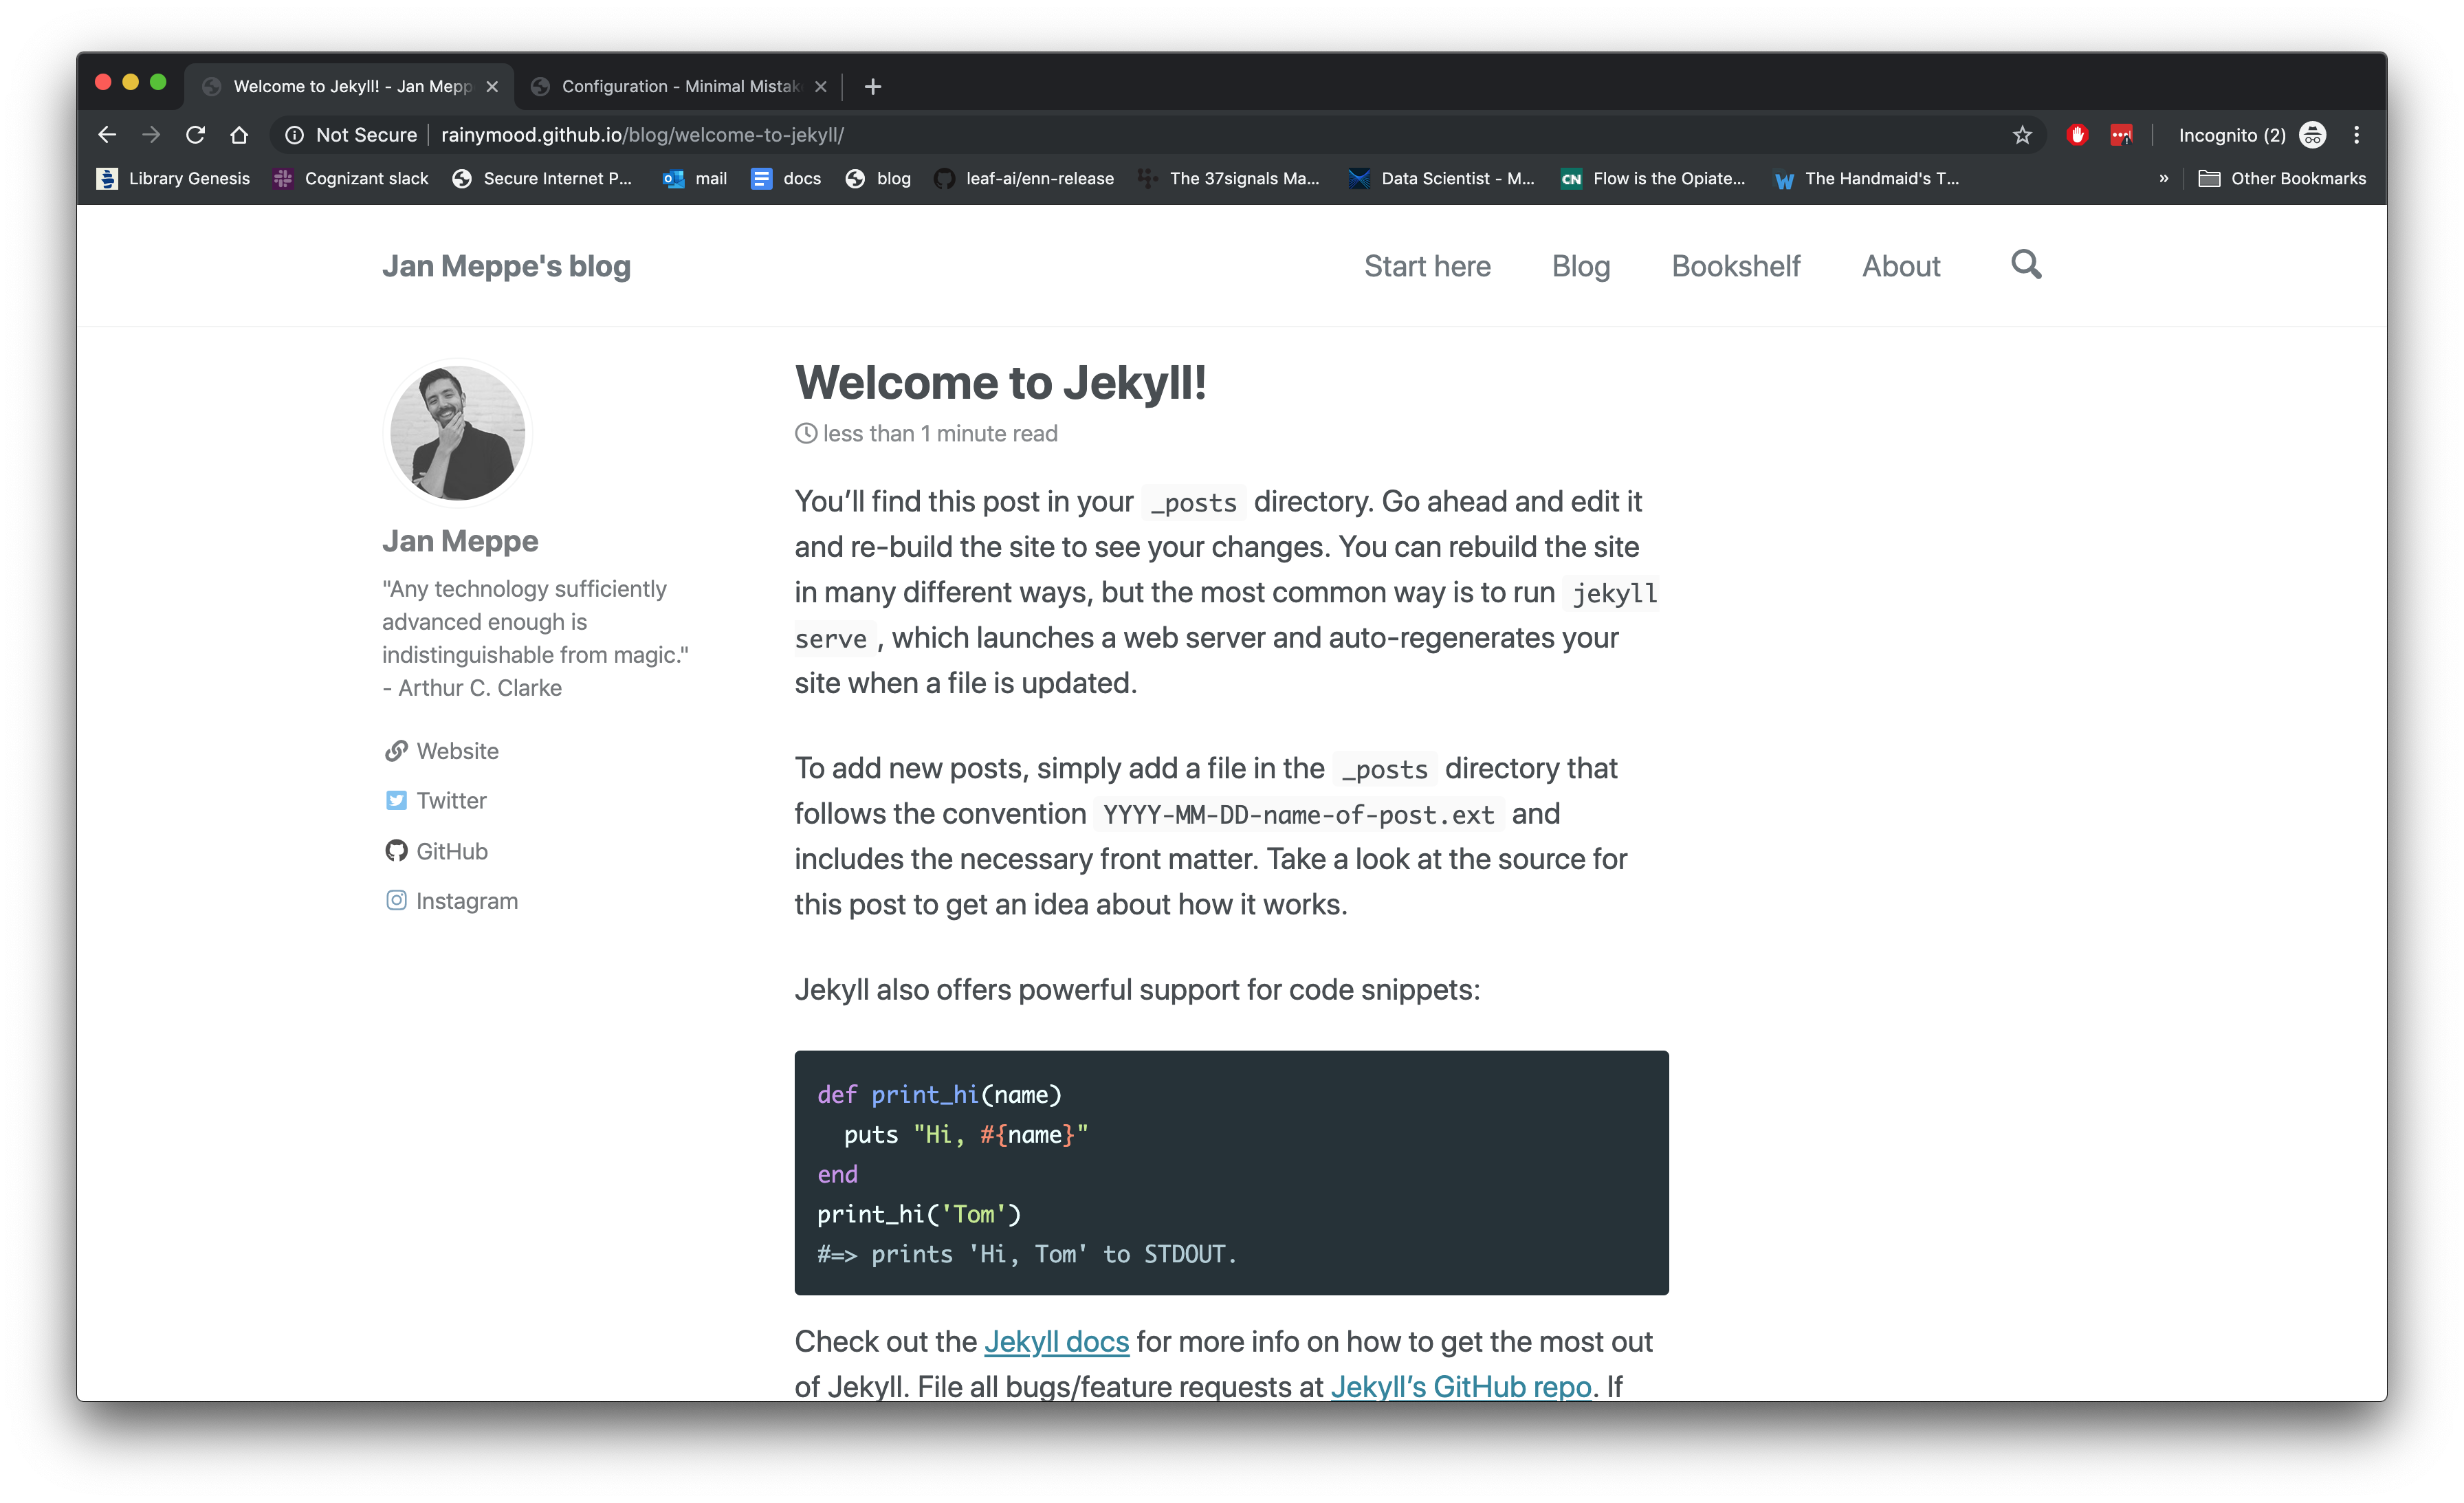 Welcome to Jekyll! - Jan Mepp
Configuration - Minimal Mistak
Not Secure rainymood.github.io/blog/welcome-to-jekyll/
Incognito (2)
Library Genesis Cognizant slack Secure Internet P... mail docs blog leaf-ai/enn-release The 37signals Ma... Data Scientist - M... CN Flow is the Opiate... W The Handmaid's T... » Other Bookmarks
Jan Meppe's blog
Start here Blog Bookshelf About
Jan Meppe
"Any technology sufficiently
advanced enough is
indistinguishable from magic."
- Arthur C. Clarke
Website
Twitter
GitHub
Instagram
Welcome to Jekyll!
less than 1 minute read
You’ll find this post in your _posts directory. Go ahead and edit it
and re-build the site to see your changes. You can rebuild the site
in many different ways, but the most common way is to run jekyll
serve , which launches a web server and auto-regenerates your
site when a file is updated.
To add new posts, simply add a file in the _posts directory that
follows the convention YYYY-MM-DD-name-of-post.ext and
includes the necessary front matter. Take a look at the source for
this post to get an idea about how it works.
Jekyll also offers powerful support for code snippets:
def print_hi(name)
  puts "Hi, #{name}"
end
print_hi('Tom')
#=> prints 'Hi, Tom' to STDOUT.
Check out the Jekyll docs for more info on how to get the most out
of Jekyll. File all bugs/feature requests at Jekyll’s GitHub repo. If